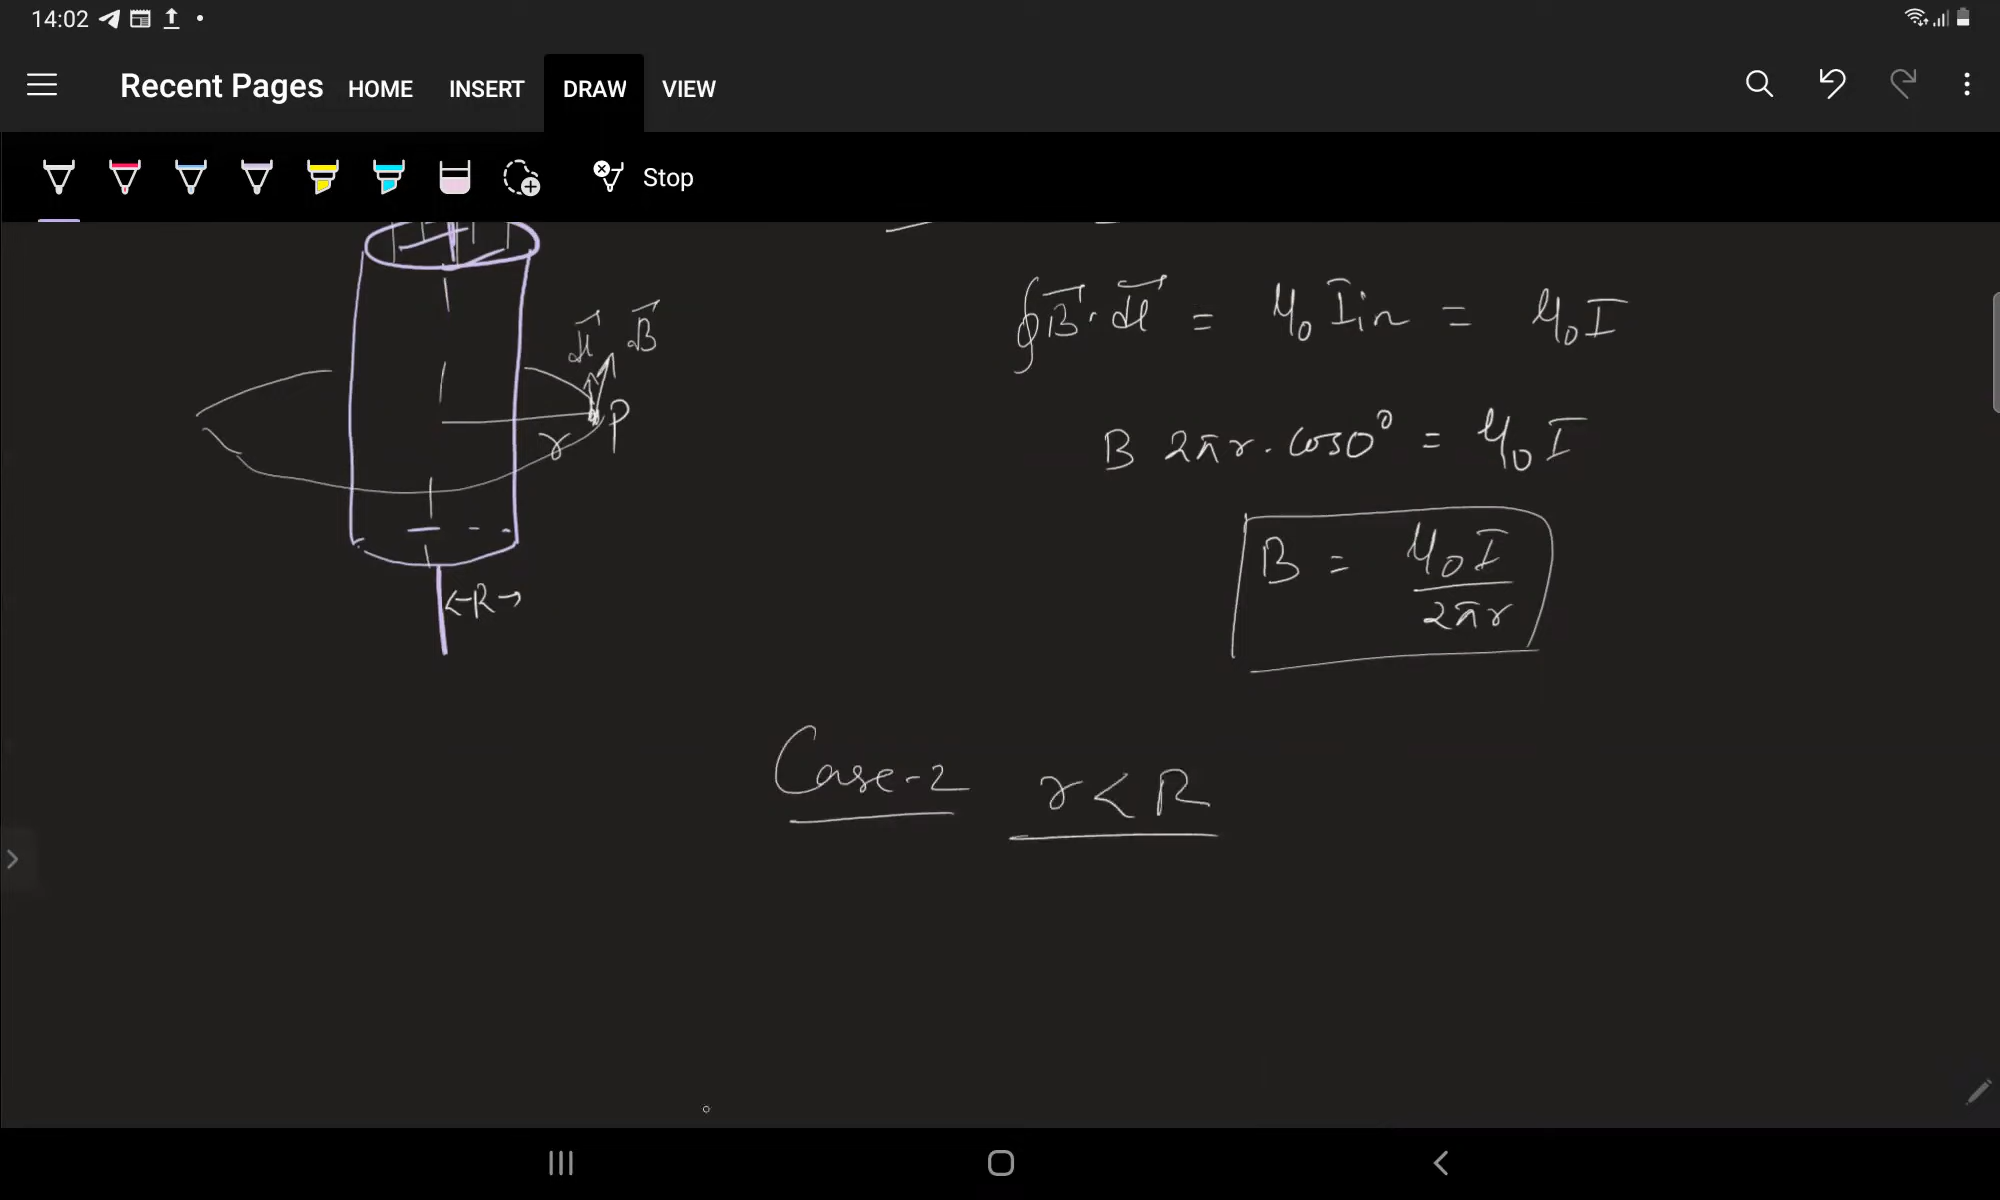 14:02
Recent Pages HOME INSERT DRAW VIEW
Stop
∮B⃗·dl⃗ = μ₀ Iin = μ₀I
dl⃗ B⃗
P
r
B 2πr. cos0° = μ₀I
B = μ₀I / 2πr
<-R->
Case-2 r < R